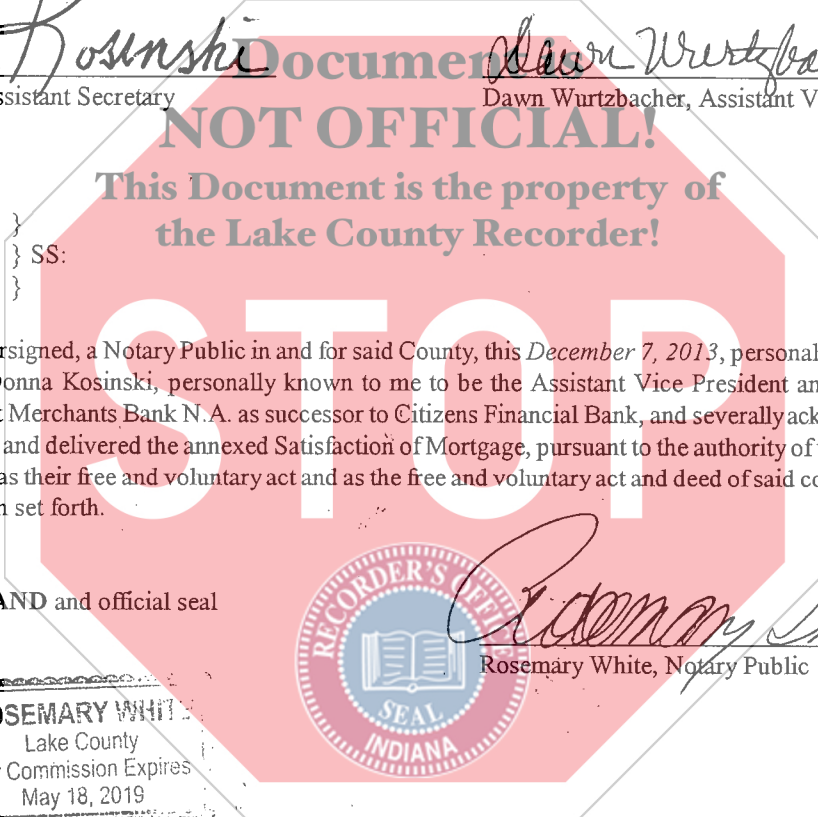 Kosinski Dawn Wurtzba
ssistant Secretary Dawn Wurtzbacher, Assistant V
Document is
NOT OFFICIAL!
This Document is the property of
the Lake County Recorder!
}
} SS:
}
STOP
rsigned, a Notary Public in and for said County, this December 7, 2013, personal
Donna Kosinski, personally known to me to be the Assistant Vice President an
t Merchants Bank N.A. as successor to Citizens Financial Bank, and severally ack
and delivered the annexed Satisfaction of Mortgage, pursuant to the authority of
as their free and voluntary act and as the free and voluntary act and deed of said co
n set forth.
AND and official seal
RECORDER'S OFFICE
SEAL
INDIANA
Rosemary
Rosemary White, Notary Public
OSEMARY WHIT
Lake County
Commission Expires
May 18, 2019